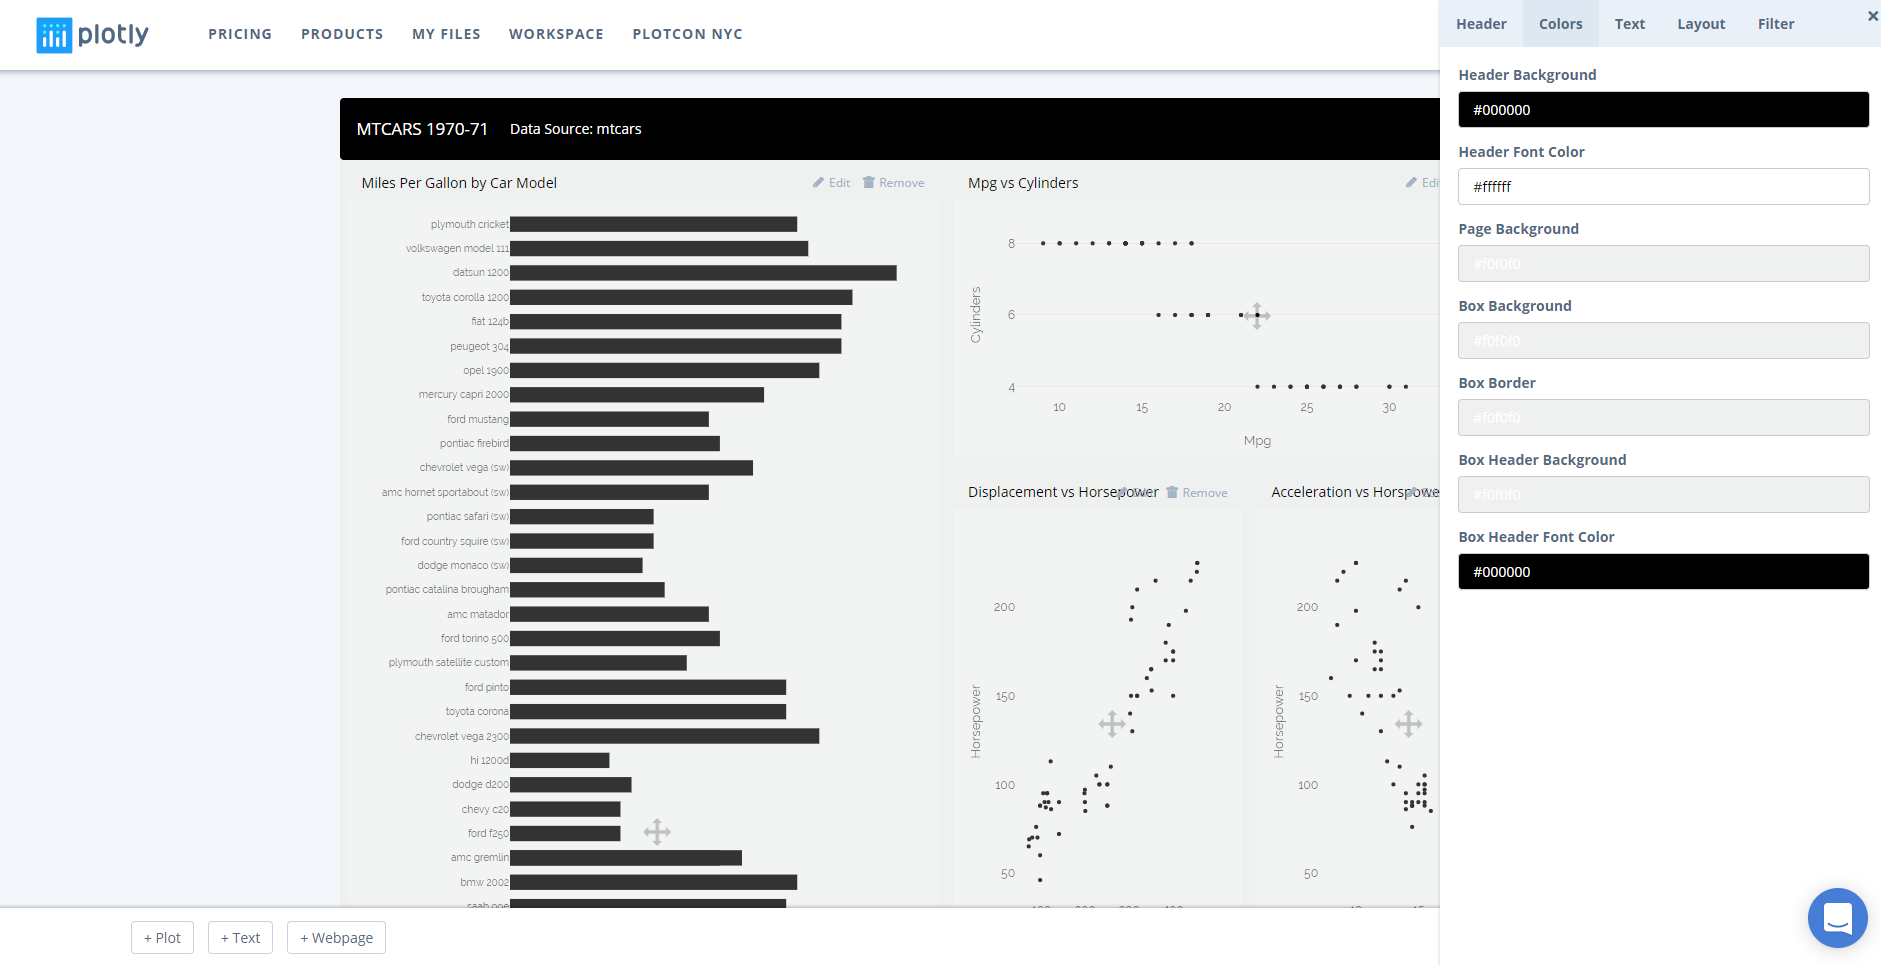 plotly
PRICING PRODUCTS MY FILES WORKSPACE PLOTCON NYC
MTCARS 1970-71 Data Source: mtcars
Miles Per Gallon by Car Model Edit Remove
plymouth cricket
volkswagen model 111
datsun 1200
toyota corolla 1200
fiat 124b
peugeot 304
opel 1900
mercury capri 2000
ford mustang
pontiac firebird
chevrolet vega (sw)
amc hornet sportabout (sw)
pontiac safari (sw)
ford country squire (sw)
dodge monaco (sw)
pontiac catalina brougham
amc matador
ford torino 500
plymouth satellite custom
ford pinto
toyota corona
chevrolet vega 2300
hi 1200d
dodge d200
chevy c20
ford f250
amc gremlin
bmw 2002
saab 99e
Mpg vs Cylinders Edi
Cylinders
8
6
4
10 15 20 25 30
Mpg
Displacement vs Horsepower Remove
Horsepower
200
150
100
50
Acceleration vs Horspowe
Horsepower
200
150
100
50
Header Colors Text Layout Filter ×
Header Background
#000000
Header Font Color
#ffffff
Page Background
#f0f0f0
Box Background
#f0f0f0
Box Border
#f0f0f0
Box Header Background
#f0f0f0
Box Header Font Color
#000000
+ Plot + Text + Webpage